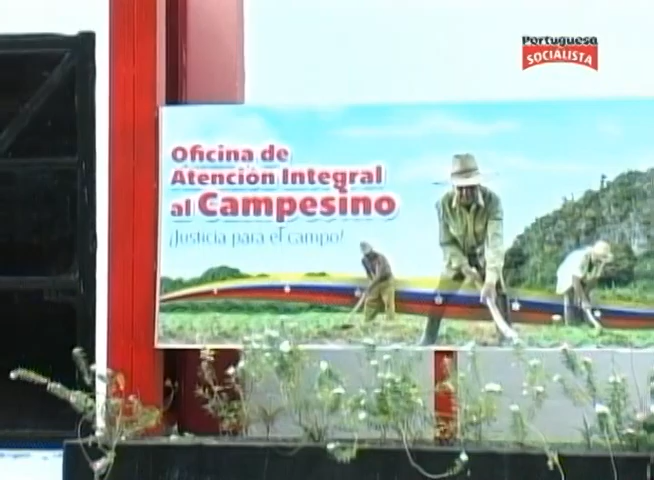 Portuguesa
SOCIALISTA
Oficina de
Atención Integral
al Campesino
¡Justicia para el campo!